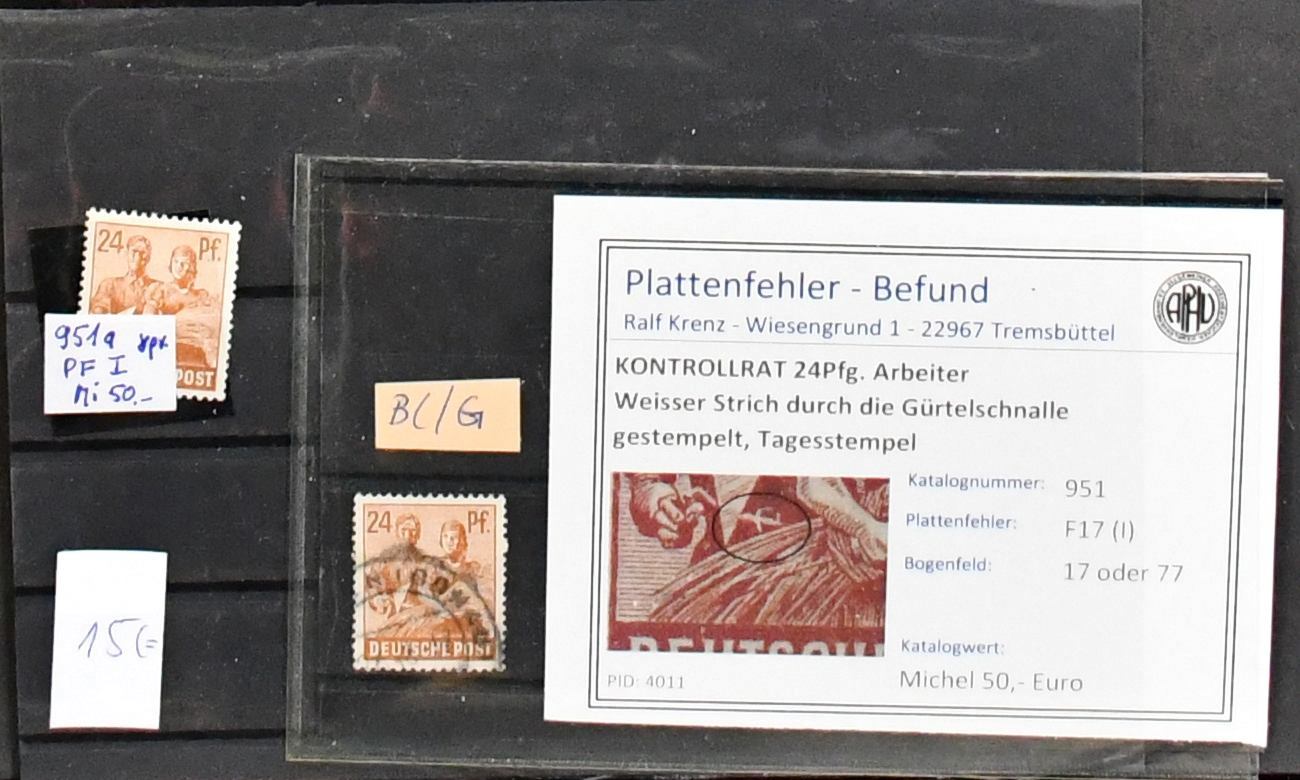 24 Pf.
951a
PF I
Mi 50.-
POST
15€
BC/G
24 Pf.
DEUTSCHE POST
Plattenfehler - Befund
Ralf Krenz - Wiesengrund 1 - 22967 Tremsbüttel
KONTROLLRAT 24Pfg. Arbeiter
Weisser Strich durch die Gürtelschnalle
gestempelt, Tagesstempel
Katalognummer: 951
Plattenfehler: F17 (I)
Bogenfeld: 17 oder 77
Katalogwert:
Michel 50,- Euro
PID: 4011
DEUTSCH